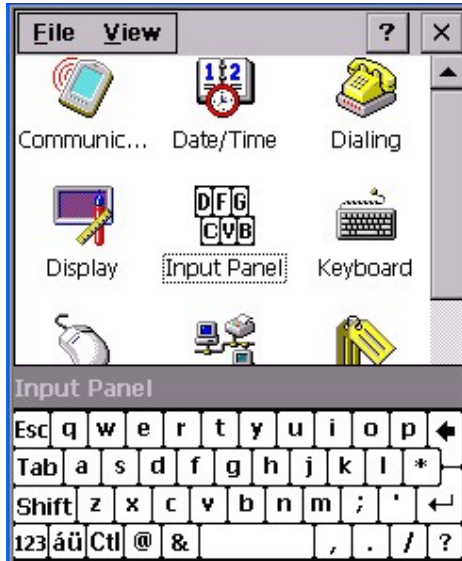 File View ? ×
Communic... Date/Time Dialing
Display Input Panel Keyboard
Input Panel
Esc q w e r t y u i o p
Tab a s d f g h j k l *
Shift z x c v b n m ; '
123 áü Ctl @ & , . / ?